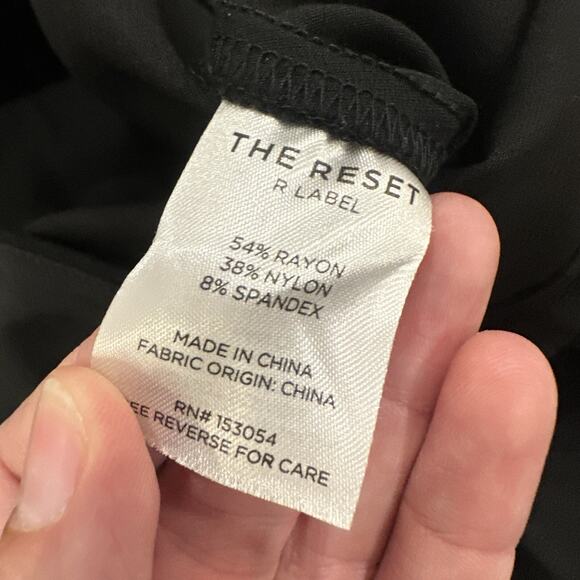 THE RESET
R LABEL
54% RAYON
38% NYLON
8% SPANDEX
MADE IN CHINA
FABRIC ORIGIN: CHINA
RN# 153054
EE REVERSE FOR CARE